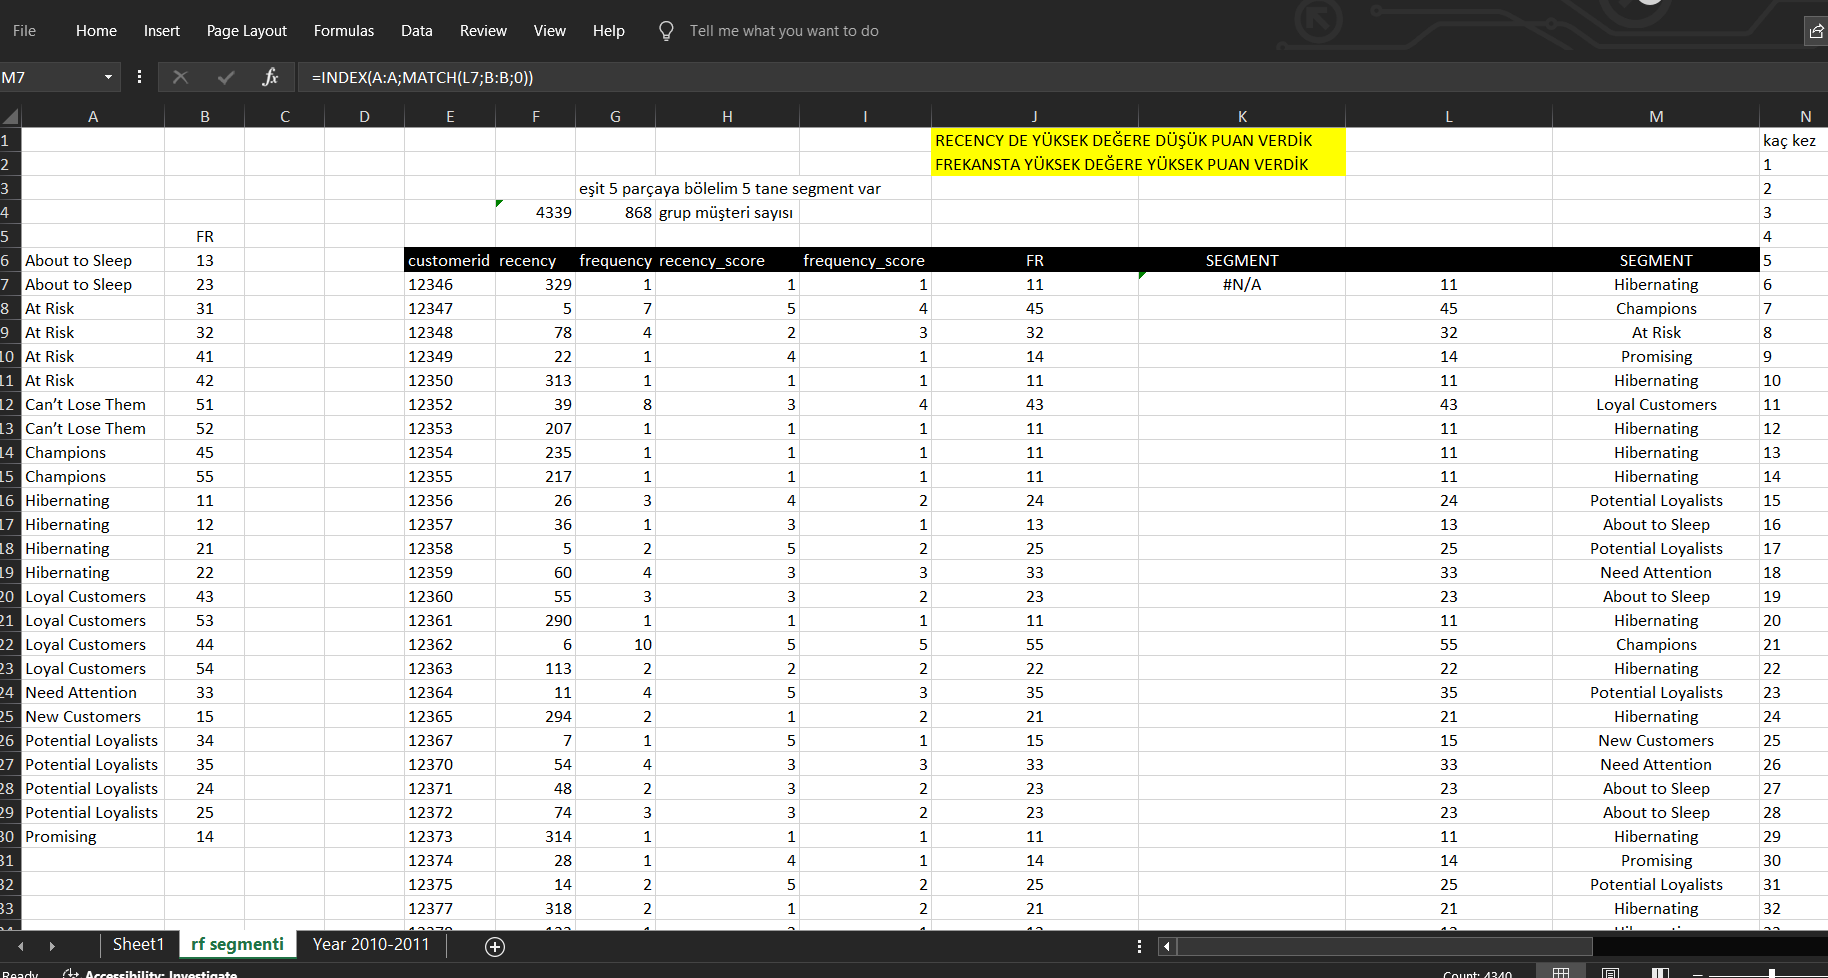 File Home Insert Page Layout Formulas Data Review View Help Tell me what you want to do
M7 fx =INDEX(A:A;MATCH(L7;B:B;0))
A B C D E F G H I J K L M N
1 RECENCY DE YÜKSEK DEĞERE DÜŞÜK PUAN VERDİK kaç kez
2 FREKANSTA YÜKSEK DEĞERE YÜKSEK PUAN VERDİK 1
3 eşit 5 parçaya bölelim 5 tane segment var 2
4 4339 868 grup müşteri sayısı 3
5 FR 4
6 About to Sleep 13 customerid recency frequency recency_score frequency_score FR SEGMENT SEGMENT 5
7 About to Sleep 23 12346 329 1 1 1 11 #N/A 11 Hibernating 6
8 At Risk 31 12347 5 7 5 4 45 45 Champions 7
9 At Risk 32 12348 78 4 2 3 32 32 At Risk 8
10 At Risk 41 12349 22 1 4 1 14 14 Promising 9
11 At Risk 42 12350 313 1 1 1 11 11 Hibernating 10
12 Can't Lose Them 51 12352 39 8 3 4 43 43 Loyal Customers 11
13 Can't Lose Them 52 12353 207 1 1 1 11 11 Hibernating 12
14 Champions 45 12354 235 1 1 1 11 11 Hibernating 13
15 Champions 55 12355 217 1 1 1 11 11 Hibernating 14
16 Hibernating 11 12356 26 3 4 2 24 24 Potential Loyalists 15
17 Hibernating 12 12357 36 1 3 1 13 13 About to Sleep 16
18 Hibernating 21 12358 5 2 5 2 25 25 Potential Loyalists 17
19 Hibernating 22 12359 60 4 3 3 33 33 Need Attention 18
20 Loyal Customers 43 12360 55 3 3 2 23 23 About to Sleep 19
21 Loyal Customers 53 12361 290 1 1 1 11 11 Hibernating 20
22 Loyal Customers 44 12362 6 10 5 5 55 55 Champions 21
23 Loyal Customers 54 12363 113 2 2 2 22 22 Hibernating 22
24 Need Attention 33 12364 11 4 5 3 35 35 Potential Loyalists 23
25 New Customers 15 12365 294 2 1 2 21 21 Hibernating 24
26 Potential Loyalists 34 12367 7 1 5 1 15 15 New Customers 25
27 Potential Loyalists 35 12370 54 4 3 3 33 33 Need Attention 26
28 Potential Loyalists 24 12371 48 2 3 2 23 23 About to Sleep 27
29 Potential Loyalists 25 12372 74 3 3 2 23 23 About to Sleep 28
30 Promising 14 12373 314 1 1 1 11 11 Hibernating 29
31 12374 28 1 4 1 14 14 Promising 30
32 12375 14 2 5 2 25 25 Potential Loyalists 31
33 12377 318 2 1 2 21 21 Hibernating 32
Sheet1 rf segmenti Year 2010-2011
Ready Accessibility: Investigate Count: 4340